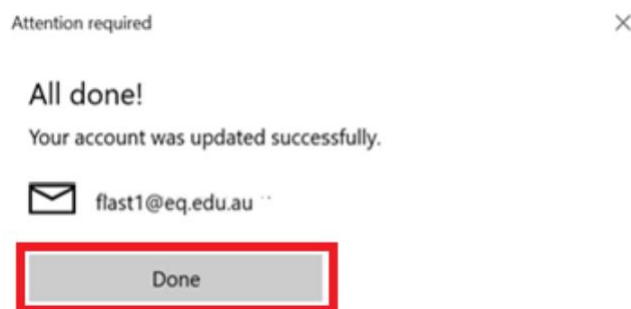 Attention required
All done!
Your account was updated successfully.
flast1@eq.edu.au
Done